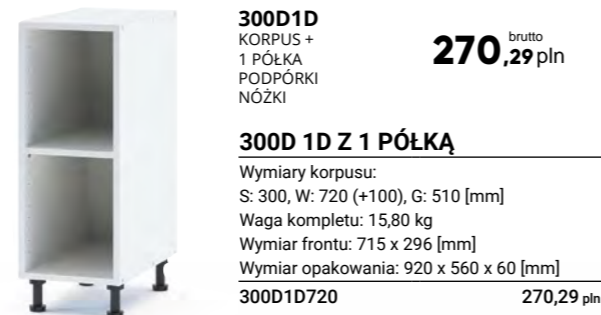 300D1D
KORPUS +
1 PÓŁKA
PODPÓRKI
NÓŻKI
brutto
270,29 pln
300D 1D Z 1 PÓŁKĄ
Wymiary korpusu:
S: 300, W: 720 (+100), G: 510 [mm]
Waga kompletu: 15,80 kg
Wymiar frontu: 715 x 296 [mm]
Wymiar opakowania: 920 x 560 x 60 [mm]
300D1D720 270,29 pln